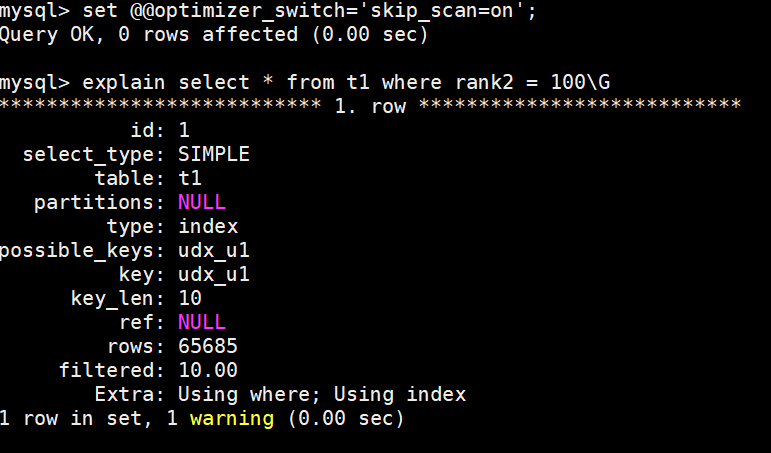 mysql> set @@optimizer_switch='skip_scan=on';
Query OK, 0 rows affected (0.00 sec)
mysql> explain select * from t1 where rank2 = 100\G
*************************** 1. row ***************************
id: 1
select_type: SIMPLE
table: t1
partitions: NULL
type: index
possible_keys: udx_u1
key: udx_u1
key_len: 10
ref: NULL
rows: 65685
filtered: 10.00
Extra: Using where; Using index
1 row in set, 1 warning (0.00 sec)